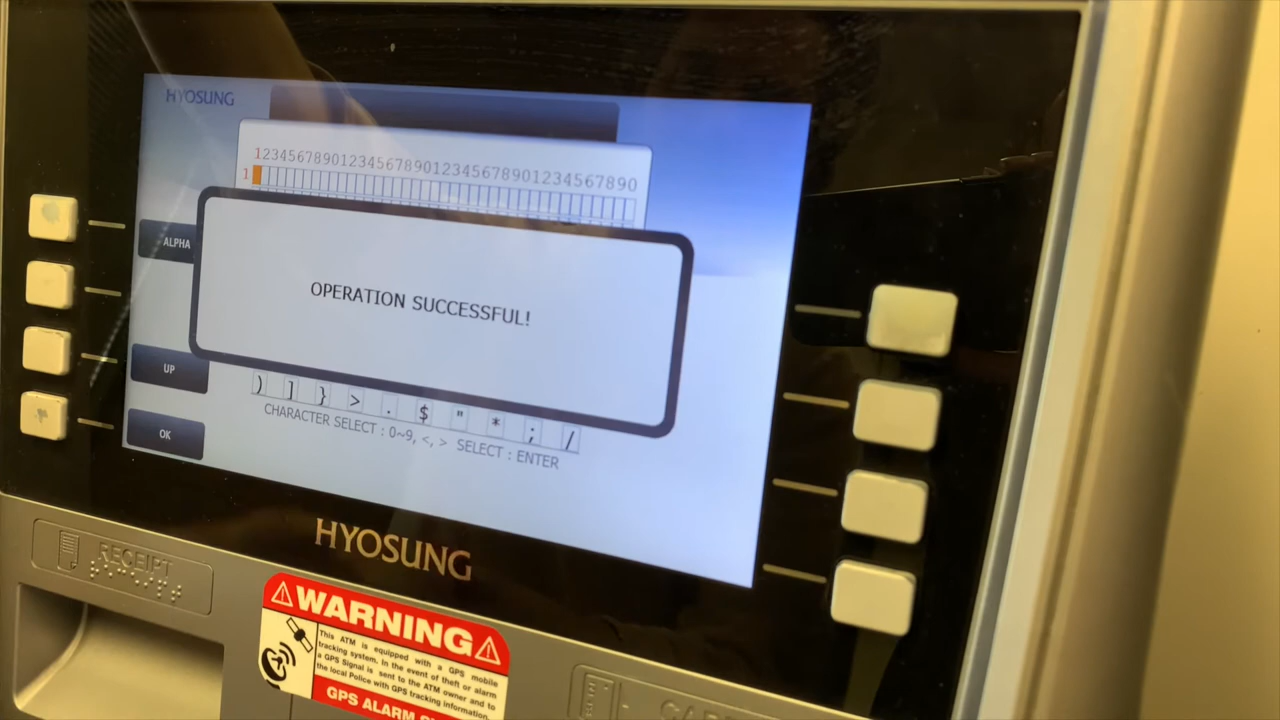 HYOSUNG
1234567890123456789012345678901234567890
1
ALPHA
OPERATION SUCCESSFUL!
UP
) ] } > . $ " * ; /
CHARACTER SELECT : 0~9, <, > SELECT : ENTER
OK
HYOSUNG
RECEIPT
WARNING
This ATM is equipped with a GPS mobile
tracking system. In the event of theft or alarm
a GPS Signal is sent to the ATM owner and to
the local Police with GPS tracking information.
GPS ALARM